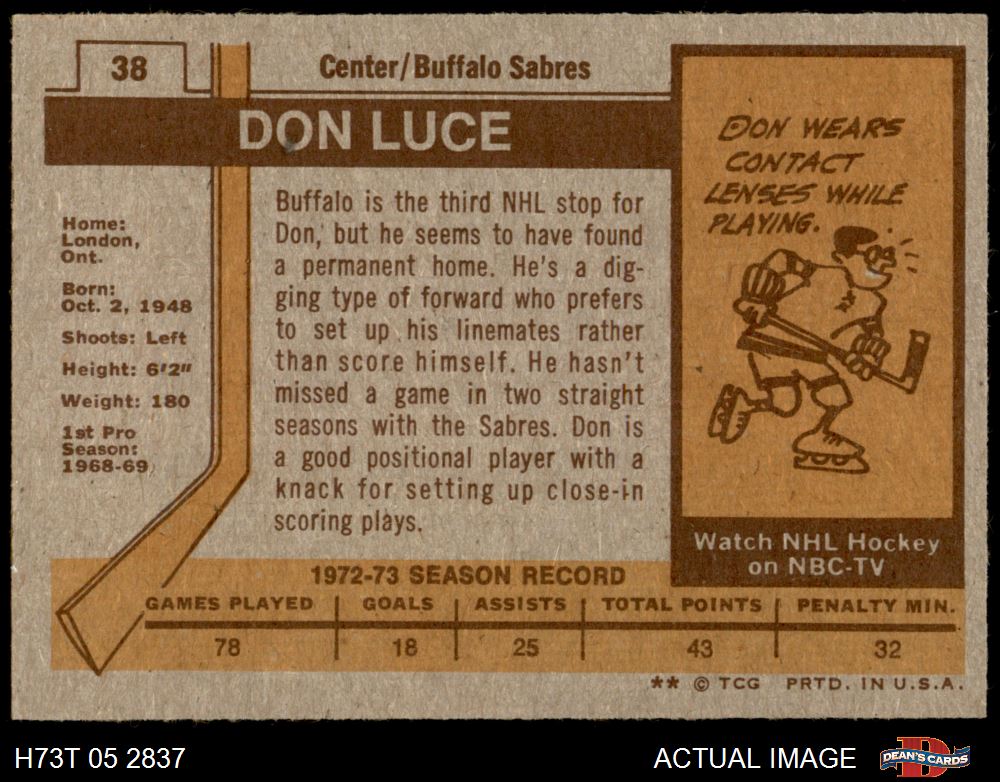 38
Center/Buffalo Sabres
DON LUCE
Home:
London,
Ont.
Born:
Oct. 2, 1948
Shoots: Left
Height: 6'2"
Weight: 180
1st Pro
Season:
1968-69
Buffalo is the third NHL stop for
Don, but he seems to have found
a permanent home. He's a dig-
ging type of forward who prefers
to set up his linemates rather
than score himself. He hasn't
missed a game in two straight
seasons with the Sabres. Don is
a good positional player with a
knack for setting up close-in
scoring plays.
DON WEARS
CONTACT
LENSES WHILE
PLAYING.
Watch NHL Hockey
on NBC-TV
1972-73 SEASON RECORD
GAMES PLAYED GOALS ASSISTS TOTAL POINTS PENALTY MIN.
78 18 25 43 32
** © TCG PRTD. IN U.S.A.
H73T 05 2837
ACTUAL IMAGE
D
DEAN'S CARDS